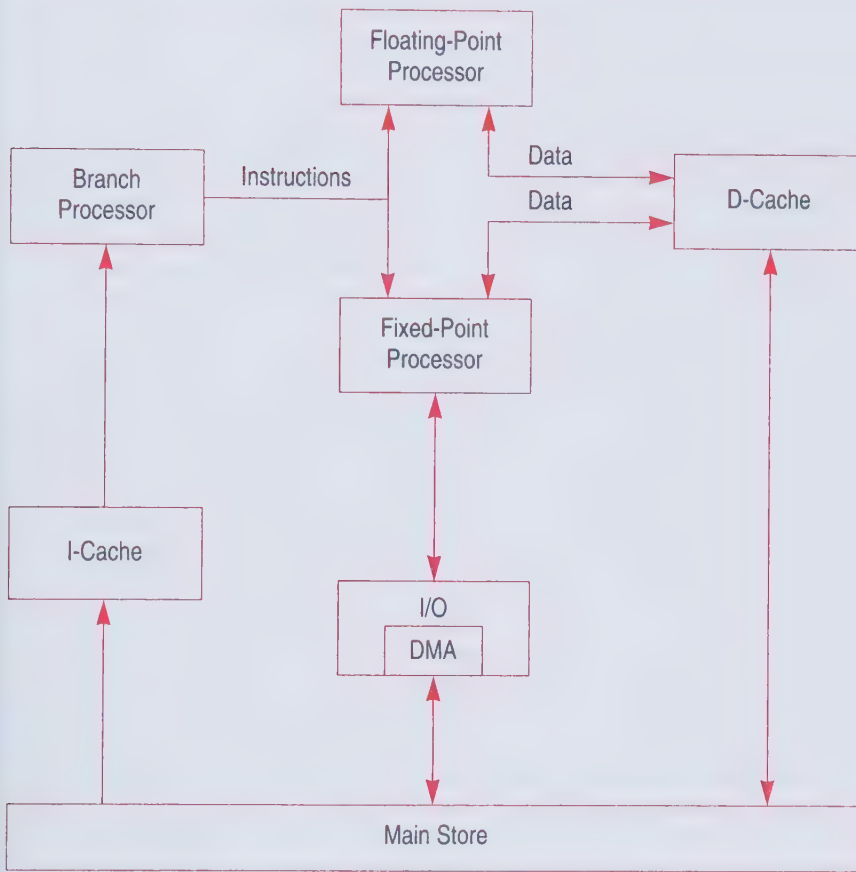 Floating-Point
Processor
Branch
Processor
Instructions
Data
Data
D-Cache
Fixed-Point
Processor
I-Cache
I/O
DMA
Main Store